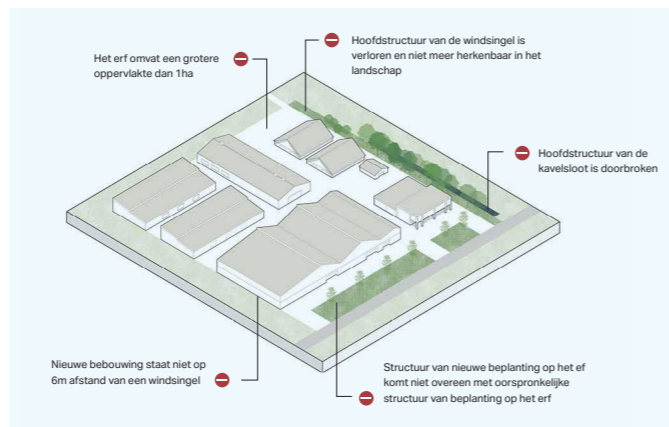 Het erf omvat een grotere
oppervlakte dan 1ha
Hoofdstructuur van de windsingel is
verloren en niet meer herkenbaar in het
landschap
Hoofdstructuur van de
kavelsloot is doorbroken
Nieuwe bebouwing staat niet op
6m afstand van een windsingel
Structuur van nieuwe beplanting op het ef
komt niet overeen met oorspronkelijke
structuur van beplanting op het erf